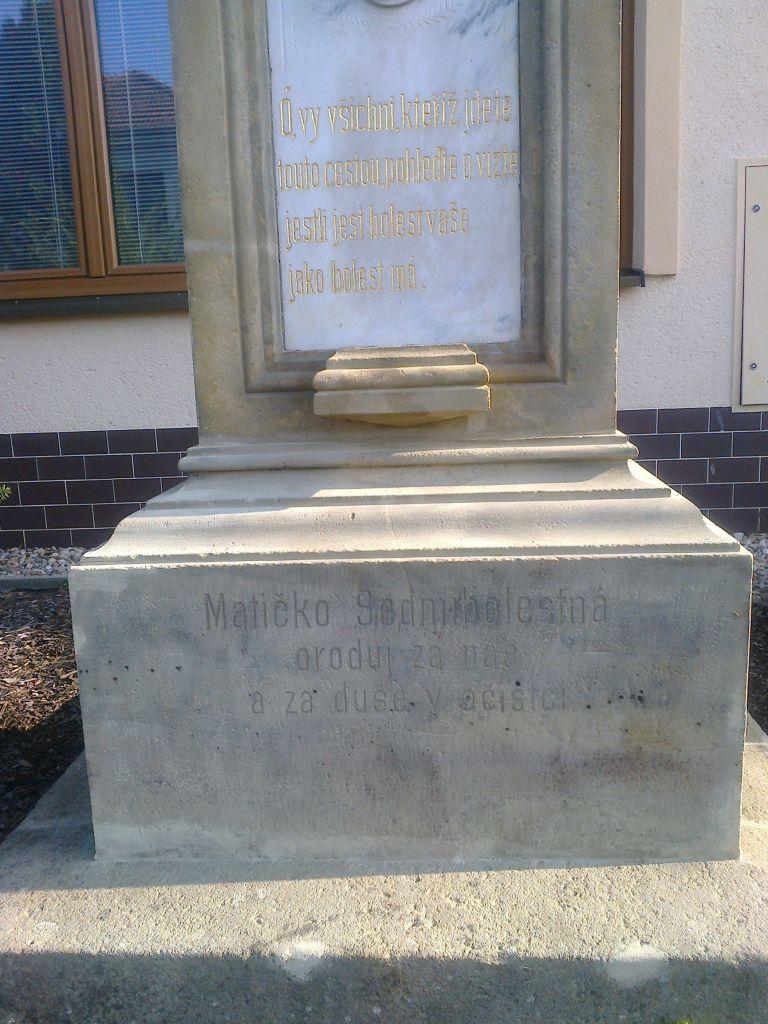 Ó, vy všichni, kteříž jdete
touto cestou, pohleďte a vizte
jestli jest bolest vaše
jako bolest má.
Matičko Sedmibolestná
oroduj za ná
a za duše v očistci